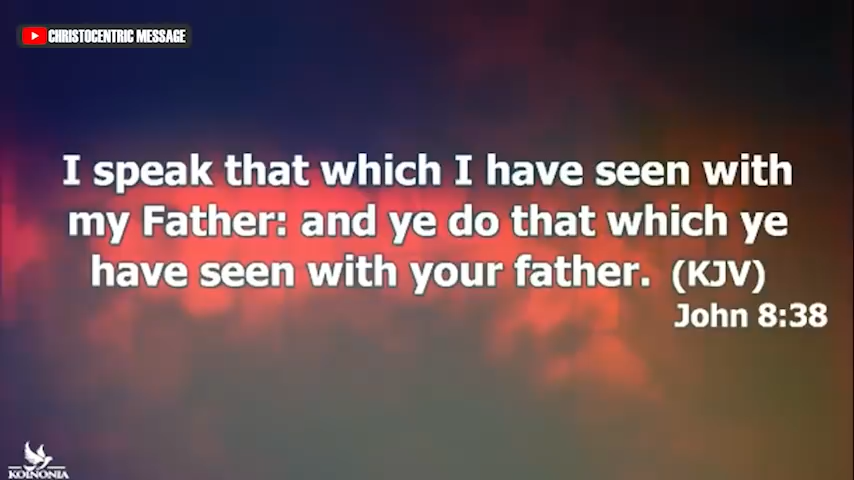 CHRISTOCENTRIC MESSAGE
I speak that which I have seen with
my Father: and ye do that which ye
have seen with your father. (KJV)
John 8:38
KOINONIA